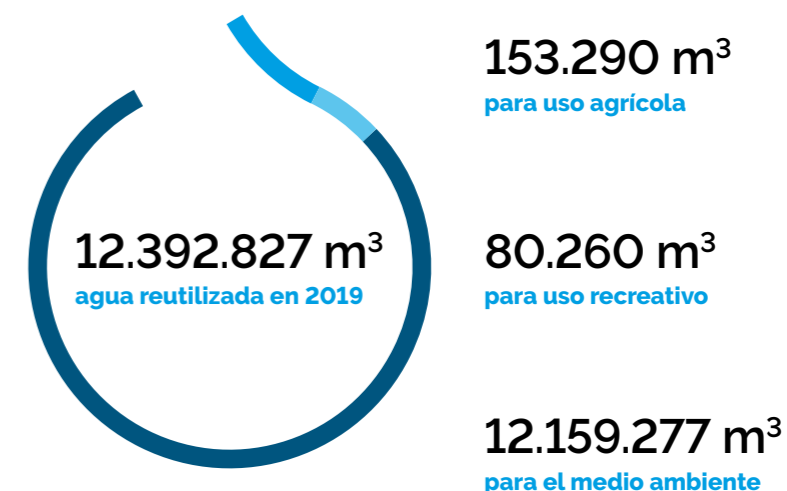 12.392.827 m³
agua reutilizada en 2019
153.290 m³
para uso agrícola
80.260 m³
para uso recreativo
12.159.277 m³
para el medio ambiente